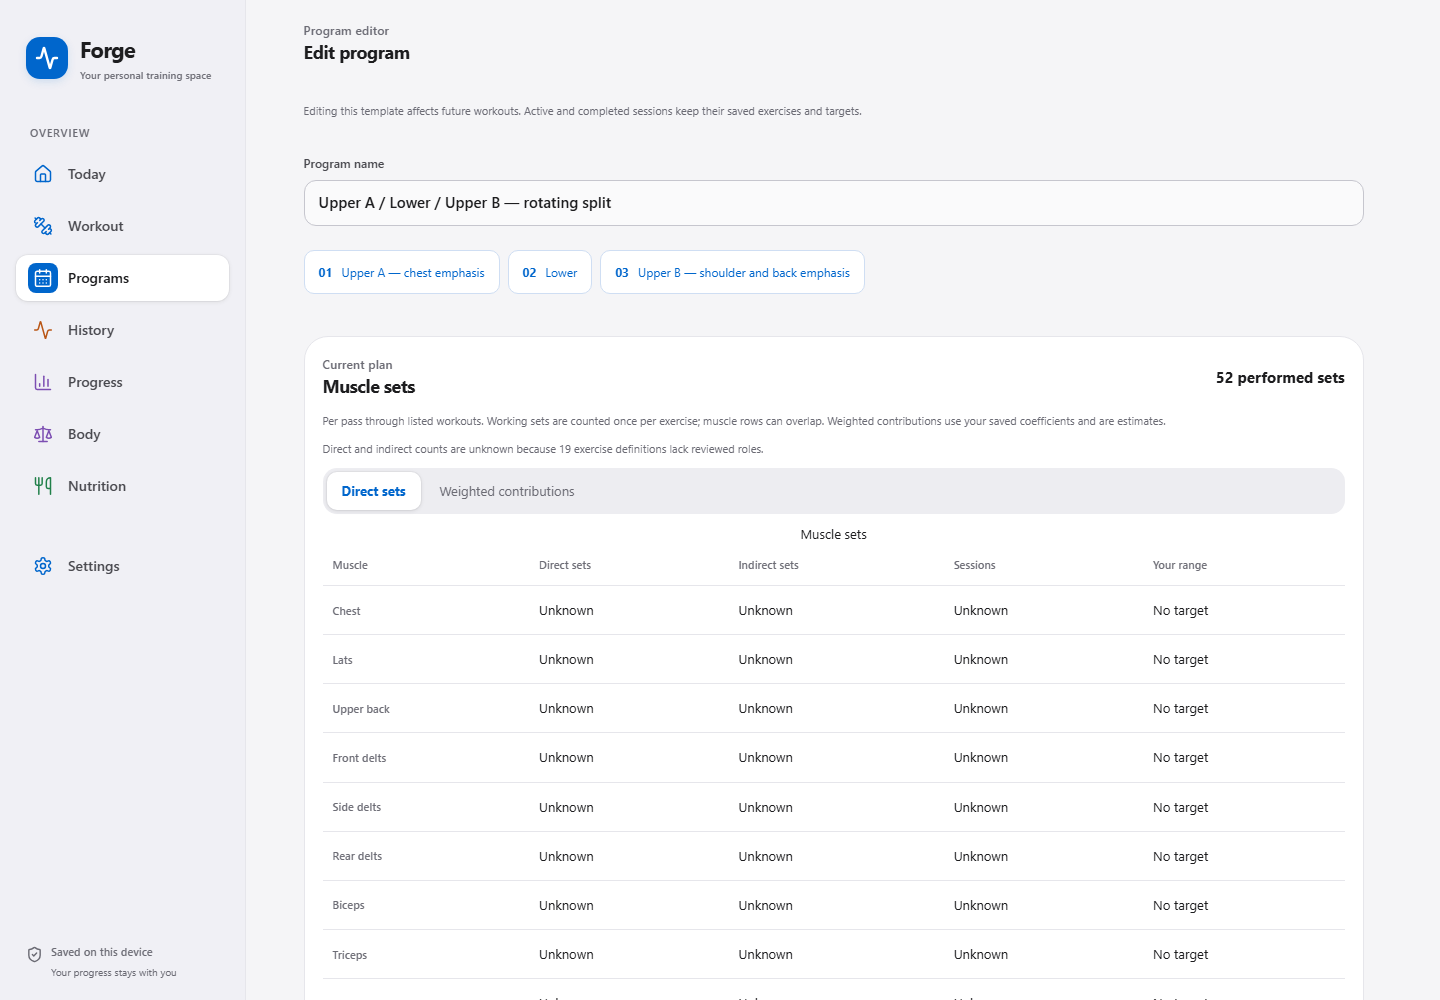 Forge
Your personal training space
OVERVIEW
Today
Workout
Programs
History
Progress
Body
Nutrition
Settings
Saved on this device
Your progress stays with you
Program editor
Edit program
Editing this template affects future workouts. Active and completed sessions keep their saved exercises and targets.
Program name
Upper A / Lower / Upper B — rotating split
01 Upper A — chest emphasis
02 Lower
03 Upper B — shoulder and back emphasis
Current plan
Muscle sets
52 performed sets
Per pass through listed workouts. Working sets are counted once per exercise; muscle rows can overlap. Weighted contributions use your saved coefficients and are estimates.
Direct and indirect counts are unknown because 19 exercise definitions lack reviewed roles.
Direct sets Weighted contributions
Muscle sets
Muscle Direct sets Indirect sets Sessions Your range
Chest Unknown Unknown Unknown No target
Lats Unknown Unknown Unknown No target
Upper back Unknown Unknown Unknown No target
Front delts Unknown Unknown Unknown No target
Side delts Unknown Unknown Unknown No target
Rear delts Unknown Unknown Unknown No target
Biceps Unknown Unknown Unknown No target
Triceps Unknown Unknown Unknown No target